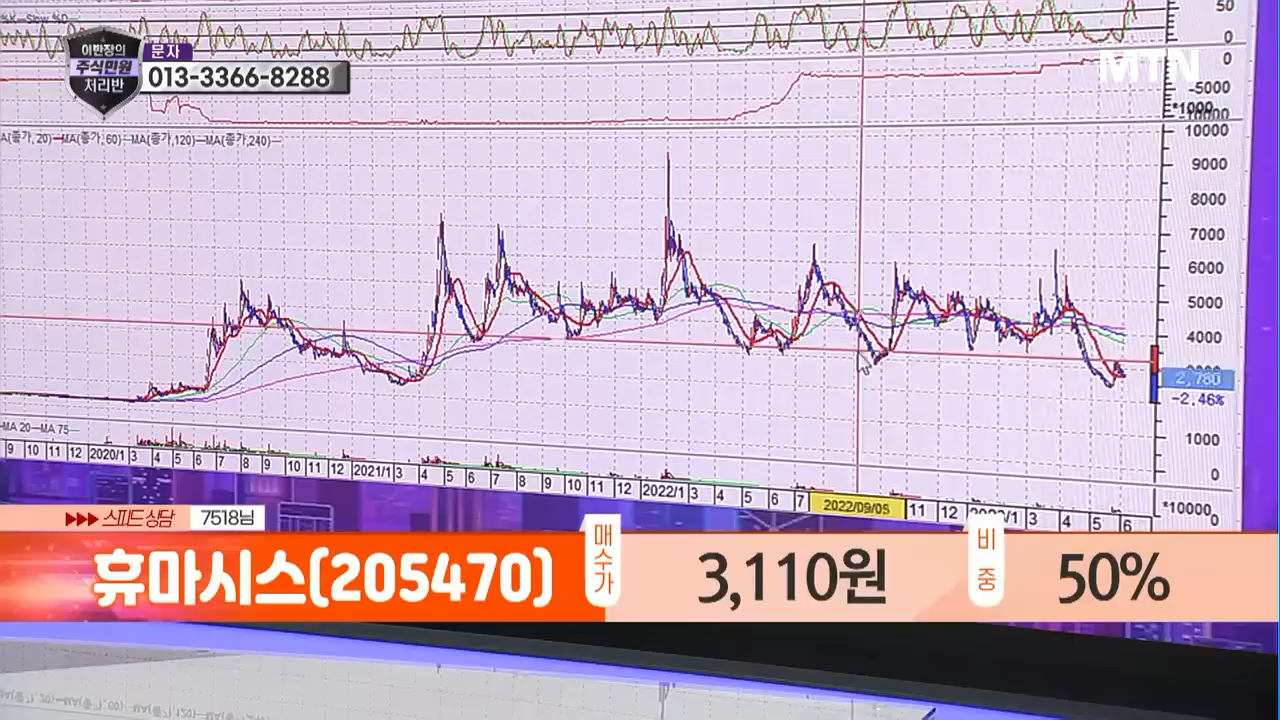 %K—Slow %D—
이반장의
주식민원
처리반
문자
013-3366-8288
MTN
50
0
0
-5000
*1000
-10000
A(종가, 20)—MA(종가, 60)—MA(종가,120)—MA(종가,240)—
10000
9000
8000
7000
6000
5000
4000
2,780
-2.46%
1000
0
*10000
0
MA 20—MA 75—
9 10 11 12 2020/1 3 4 5 6 7 8 9 10 11 12 2021/1 3 4 5 6 7 8 9 10 11 12 2022/1 3 4 5 6 7 2022/09/05 11 12 3 4 5 6
스피드상담
7518님
휴마시스(205470)
매수가
3,110원
비중
50%